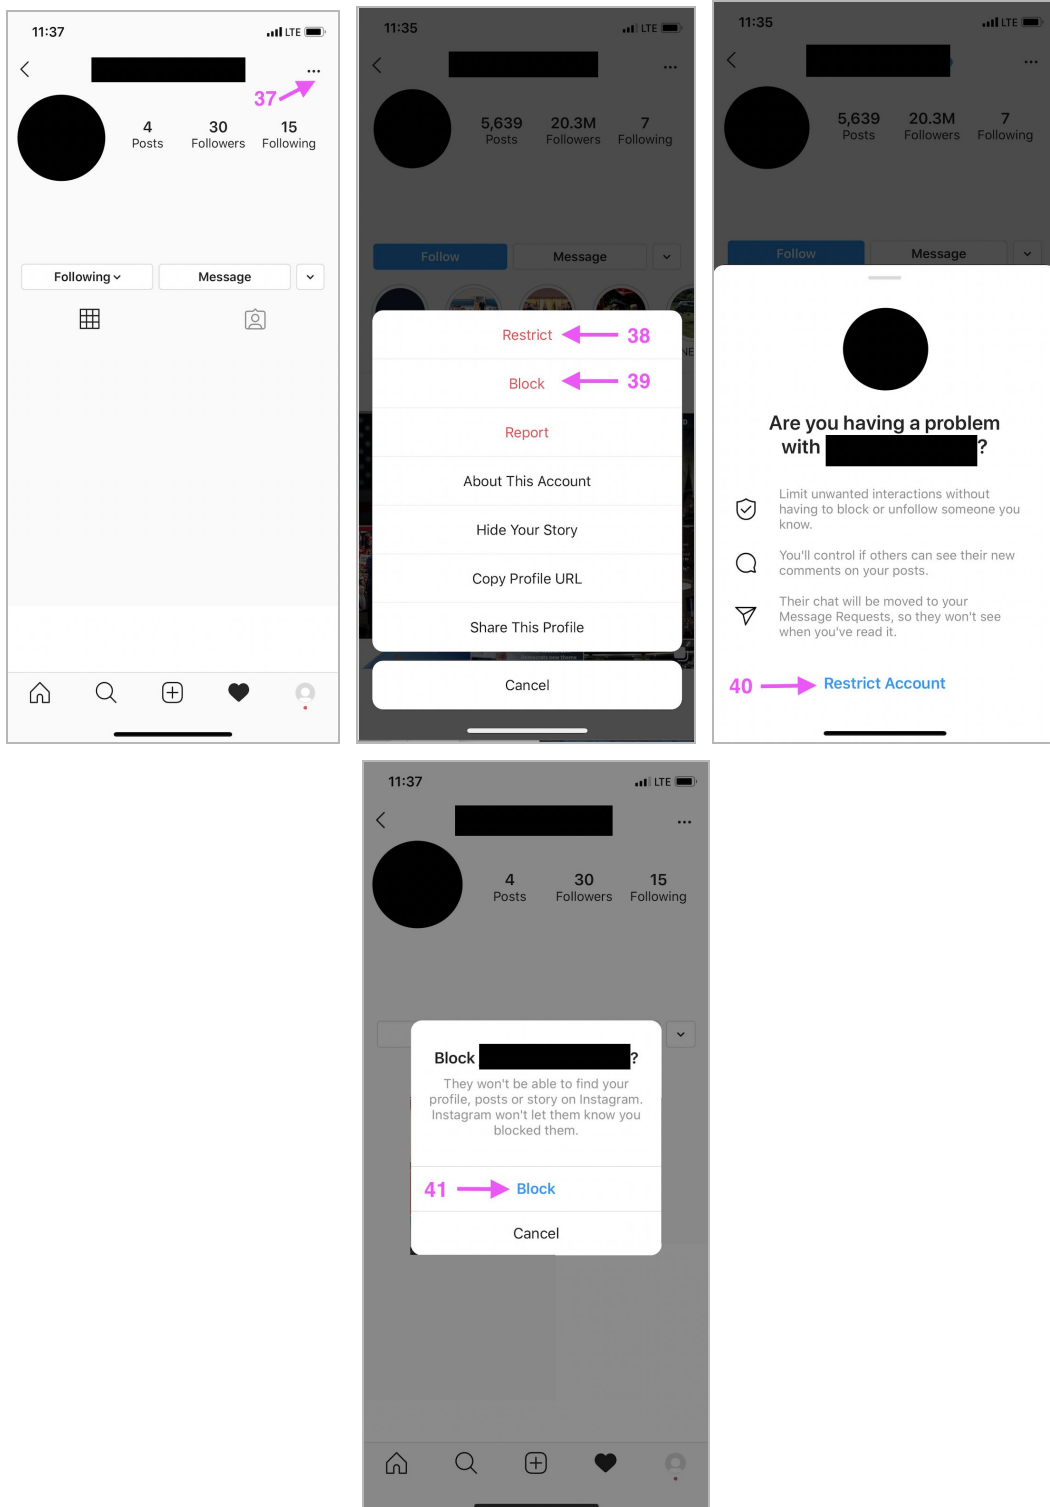 11:37
LTE
37
4 30 15
Posts Followers Following
Following Message
11:35
LTE
5,639 20.3M 7
Posts Followers Following
Follow Message
Restrict
38
Block
39
Report
About This Account
Hide Your Story
Copy Profile URL
Share This Profile
Cancel
11:35
LTE
5,639 20.3M 7
Posts Followers Following
Follow Message
Are you having a problem
with ?
Limit unwanted interactions without
having to block or unfollow someone you
know.
You'll control if others can see their new
comments on your posts.
Their chat will be moved to your
Message Requests, so they won't see
when you've read it.
40
Restrict Account
11:37
LTE
4 30 15
Posts Followers Following
Block ?
They won't be able to find your
profile, posts or story on Instagram.
Instagram won't let them know you
blocked them.
41
Block
Cancel